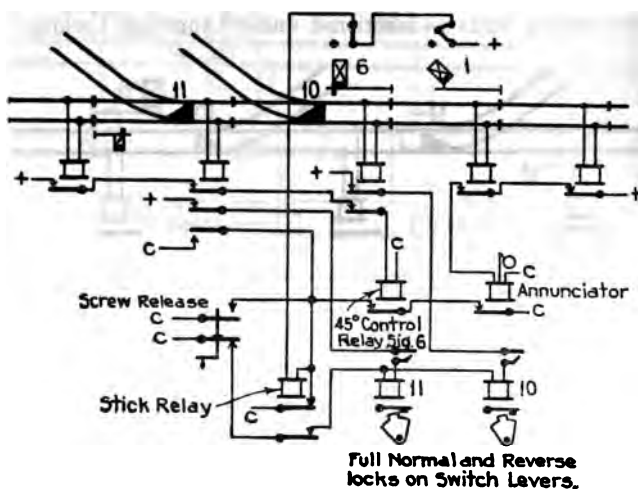 +
6
1
11
10
+
+
+
+
C
C
C
Annunciator
Screw Release
C
C
45° Control
Relay Sig. 6
C
Stick Relay
C
11
10
Full Normal and Reverse
locks on Switch Levers.